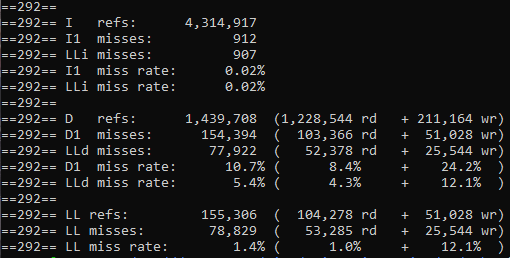 ==292==
==292== I   refs:      4,314,917
==292== I1  misses:          912
==292== LLi misses:          907
==292== I1  miss rate:      0.02%
==292== LLi miss rate:      0.02%
==292==
==292== D   refs:      1,439,708  (1,228,544 rd   + 211,164 wr)
==292== D1  misses:      154,394  (  103,366 rd   +  51,028 wr)
==292== LLd misses:       77,922  (   52,378 rd   +  25,544 wr)
==292== D1  miss rate:      10.7% (      8.4%     +    24.2%  )
==292== LLd miss rate:       5.4% (      4.3%     +    12.1%  )
==292==
==292== LL refs:         155,306  (  104,278 rd   +  51,028 wr)
==292== LL misses:        78,829  (   53,285 rd   +  25,544 wr)
==292== LL miss rate:        1.4% (      1.0%     +    12.1%  )